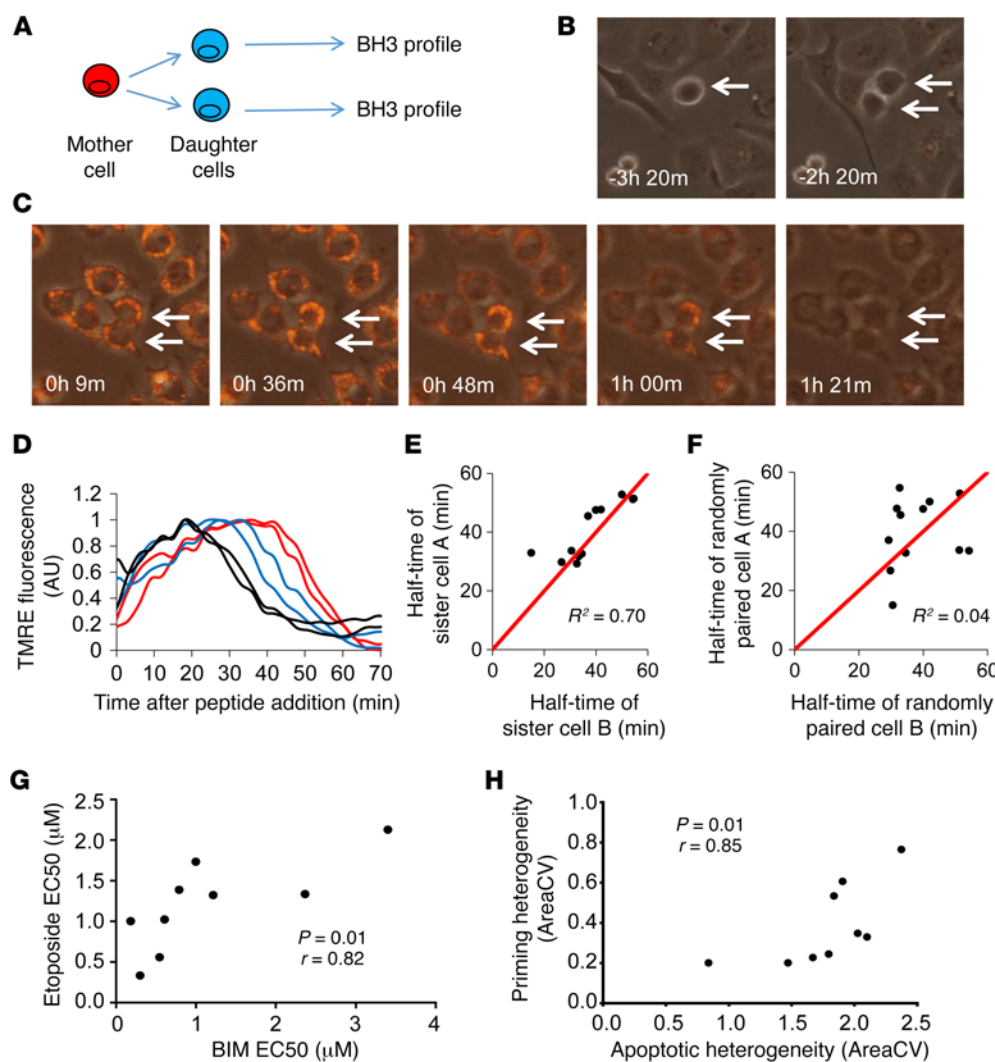 A
BH3 profile
BH3 profile
Mother
cell
Daughter
cells
B
-3h 20m
-2h 20m
C
0h 9m
0h 36m
0h 48m
1h 00m
1h 21m
D
TMRE fluorescence
(AU)
1.2
1
0.8
0.6
0.4
0.2
0
0 10 20 30 40 50 60 70
Time after peptide addition (min)
E
Half-time of
sister cell A (min)
60
40
20
0
R² = 0.70
0 20 40 60
Half-time of
sister cell B (min)
F
Half-time of randomly
paired cell A (min)
60
40
20
0
R² = 0.04
0 20 40 60
Half-time of randomly
paired cell B (min)
G
Etoposide EC50 (μM)
2.5
2.0
1.5
1.0
0.5
0.0
P = 0.01
r = 0.82
0 1 2 3 4
BIM EC50 (μM)
H
Priming heterogeneity
(AreaCV)
1.0
0.8
0.6
0.4
0.2
0.0
P = 0.01
r = 0.85
0.0 0.5 1.0 1.5 2.0 2.5
Apoptotic heterogeneity (AreaCV)